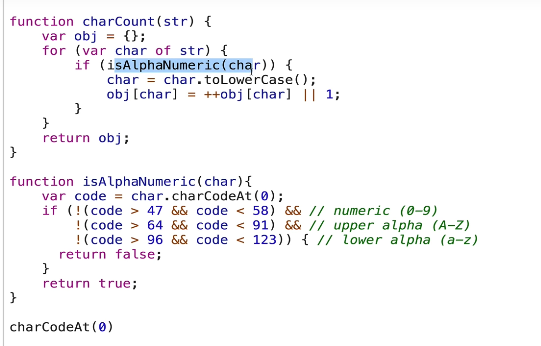 function charCount(str) {
    var obj = {};
    for (var char of str) {
        if (isAlphaNumeric(char)) {
            char = char.toLowerCase();
            obj[char] = ++obj[char] || 1;
        }
    }
    return obj;
}
function isAlphaNumeric(char){
    var code = char.charCodeAt(0);
    if (!(code > 47 && code < 58) && // numeric (0-9)
        !(code > 64 && code < 91) && // upper alpha (A-Z)
        !(code > 96 && code < 123)) { // lower alpha (a-z)
      return false;
    }
    return true;
}
charCodeAt(0)